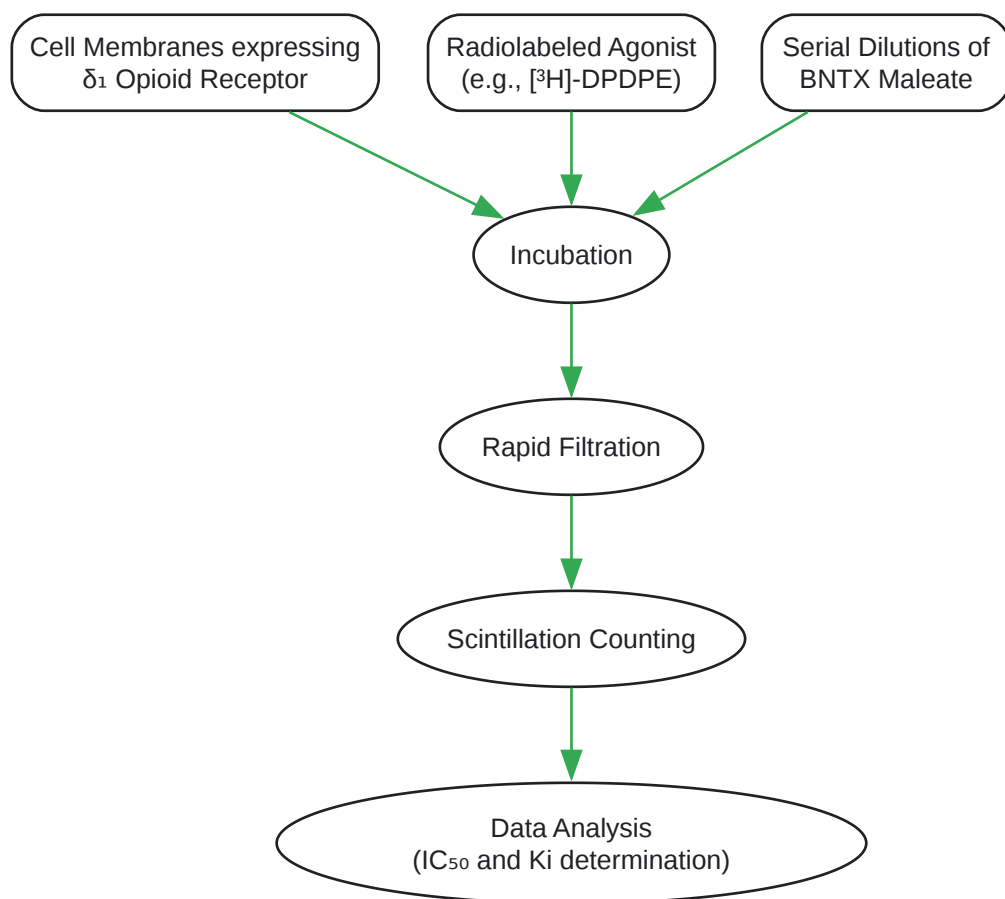 Cell Membranes expressing
δ₁ Opioid Receptor
Radiolabeled Agonist
(e.g., [³H]-DPDPE)
Serial Dilutions of
BNTX Maleate
Incubation
Rapid Filtration
Scintillation Counting
Data Analysis
(IC₅₀ and Ki determination)